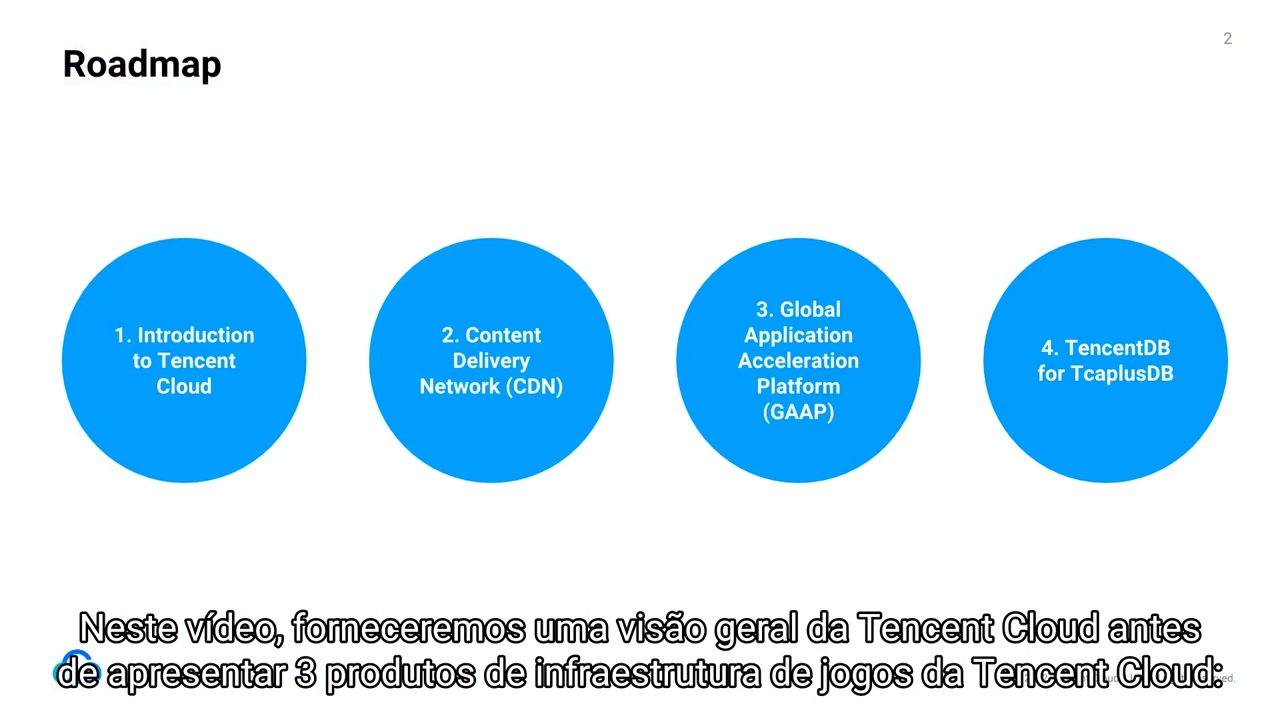 2
Roadmap
1. Introduction
to Tencent
Cloud
2. Content
Delivery
Network (CDN)
3. Global
Application
Acceleration
Platform
(GAAP)
4. TencentDB
for TcaplusDB
Neste vídeo, forneceremos uma visão geral da Tencent Cloud antes
de apresentar 3 produtos de infraestrutura de jogos da Tencent Cloud: